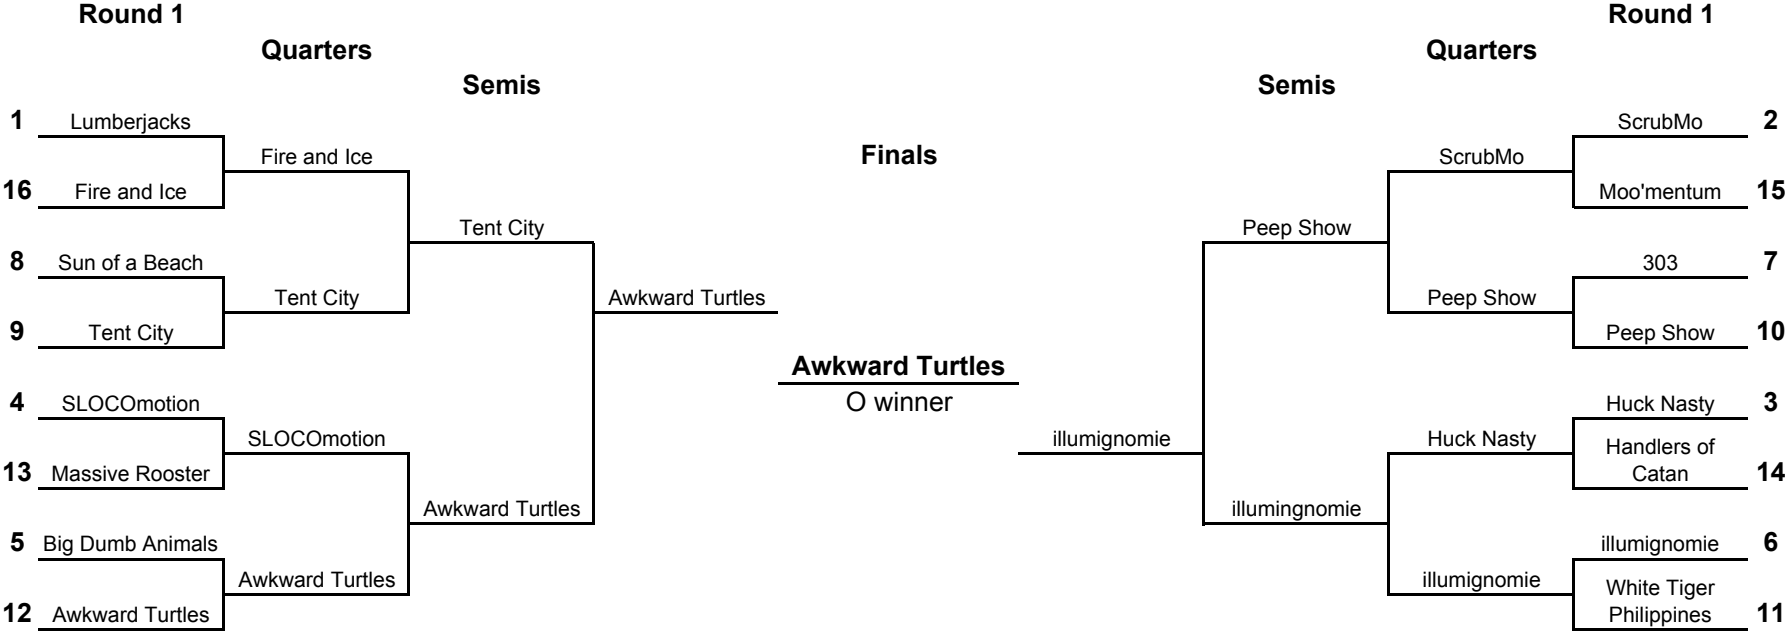 Round 1
Round 1
Quarters
Quarters
Semis
Semis
1 Lumberjacks
ScrubMo 2
Fire and Ice
Finals
ScrubMo
16 Fire and Ice
Moo'mentum 15
Tent City
Peep Show
8 Sun of a Beach
303 7
Tent City
Awkward Turtles
Peep Show
9 Tent City
Peep Show 10
Awkward Turtles
O winner
4 SLOCOmotion
Huck Nasty 3
SLOCOmotion
illumignomie
Huck Nasty
Handlers of
Catan 14
13 Massive Rooster
Awkward Turtles
illumingnomie
5 Big Dumb Animals
illumignomie 6
Awkward Turtles
illumignomie
White Tiger
Philippines 11
12 Awkward Turtles